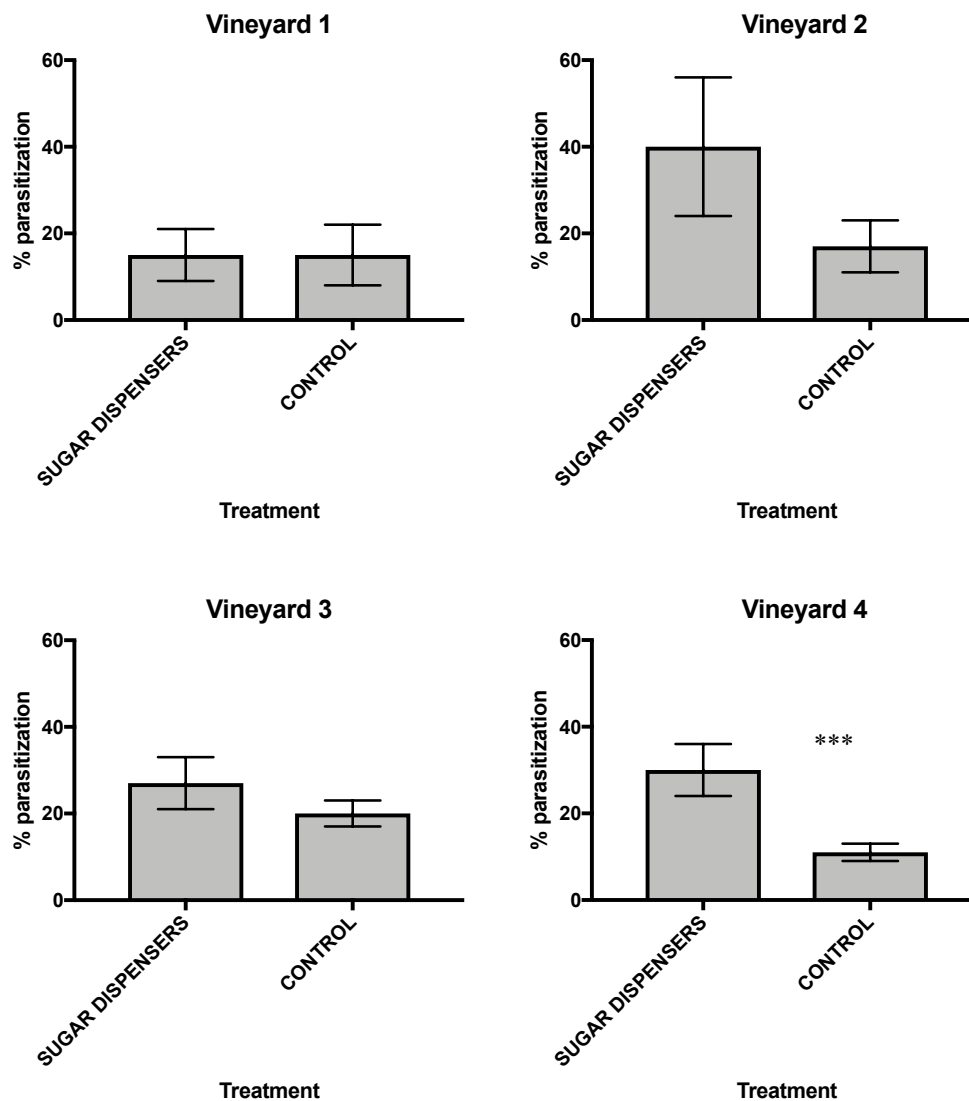 Vineyard 1
% parasitization
60
40
20
0
SUGAR DISPENSERS
CONTROL
Treatment
Vineyard 2
% parasitization
60
40
20
0
SUGAR DISPENSERS
CONTROL
Treatment
Vineyard 3
% parasitization
60
40
20
0
SUGAR DISPENSERS
CONTROL
Treatment
Vineyard 4
% parasitization
60
40
20
0
***
SUGAR DISPENSERS
CONTROL
Treatment